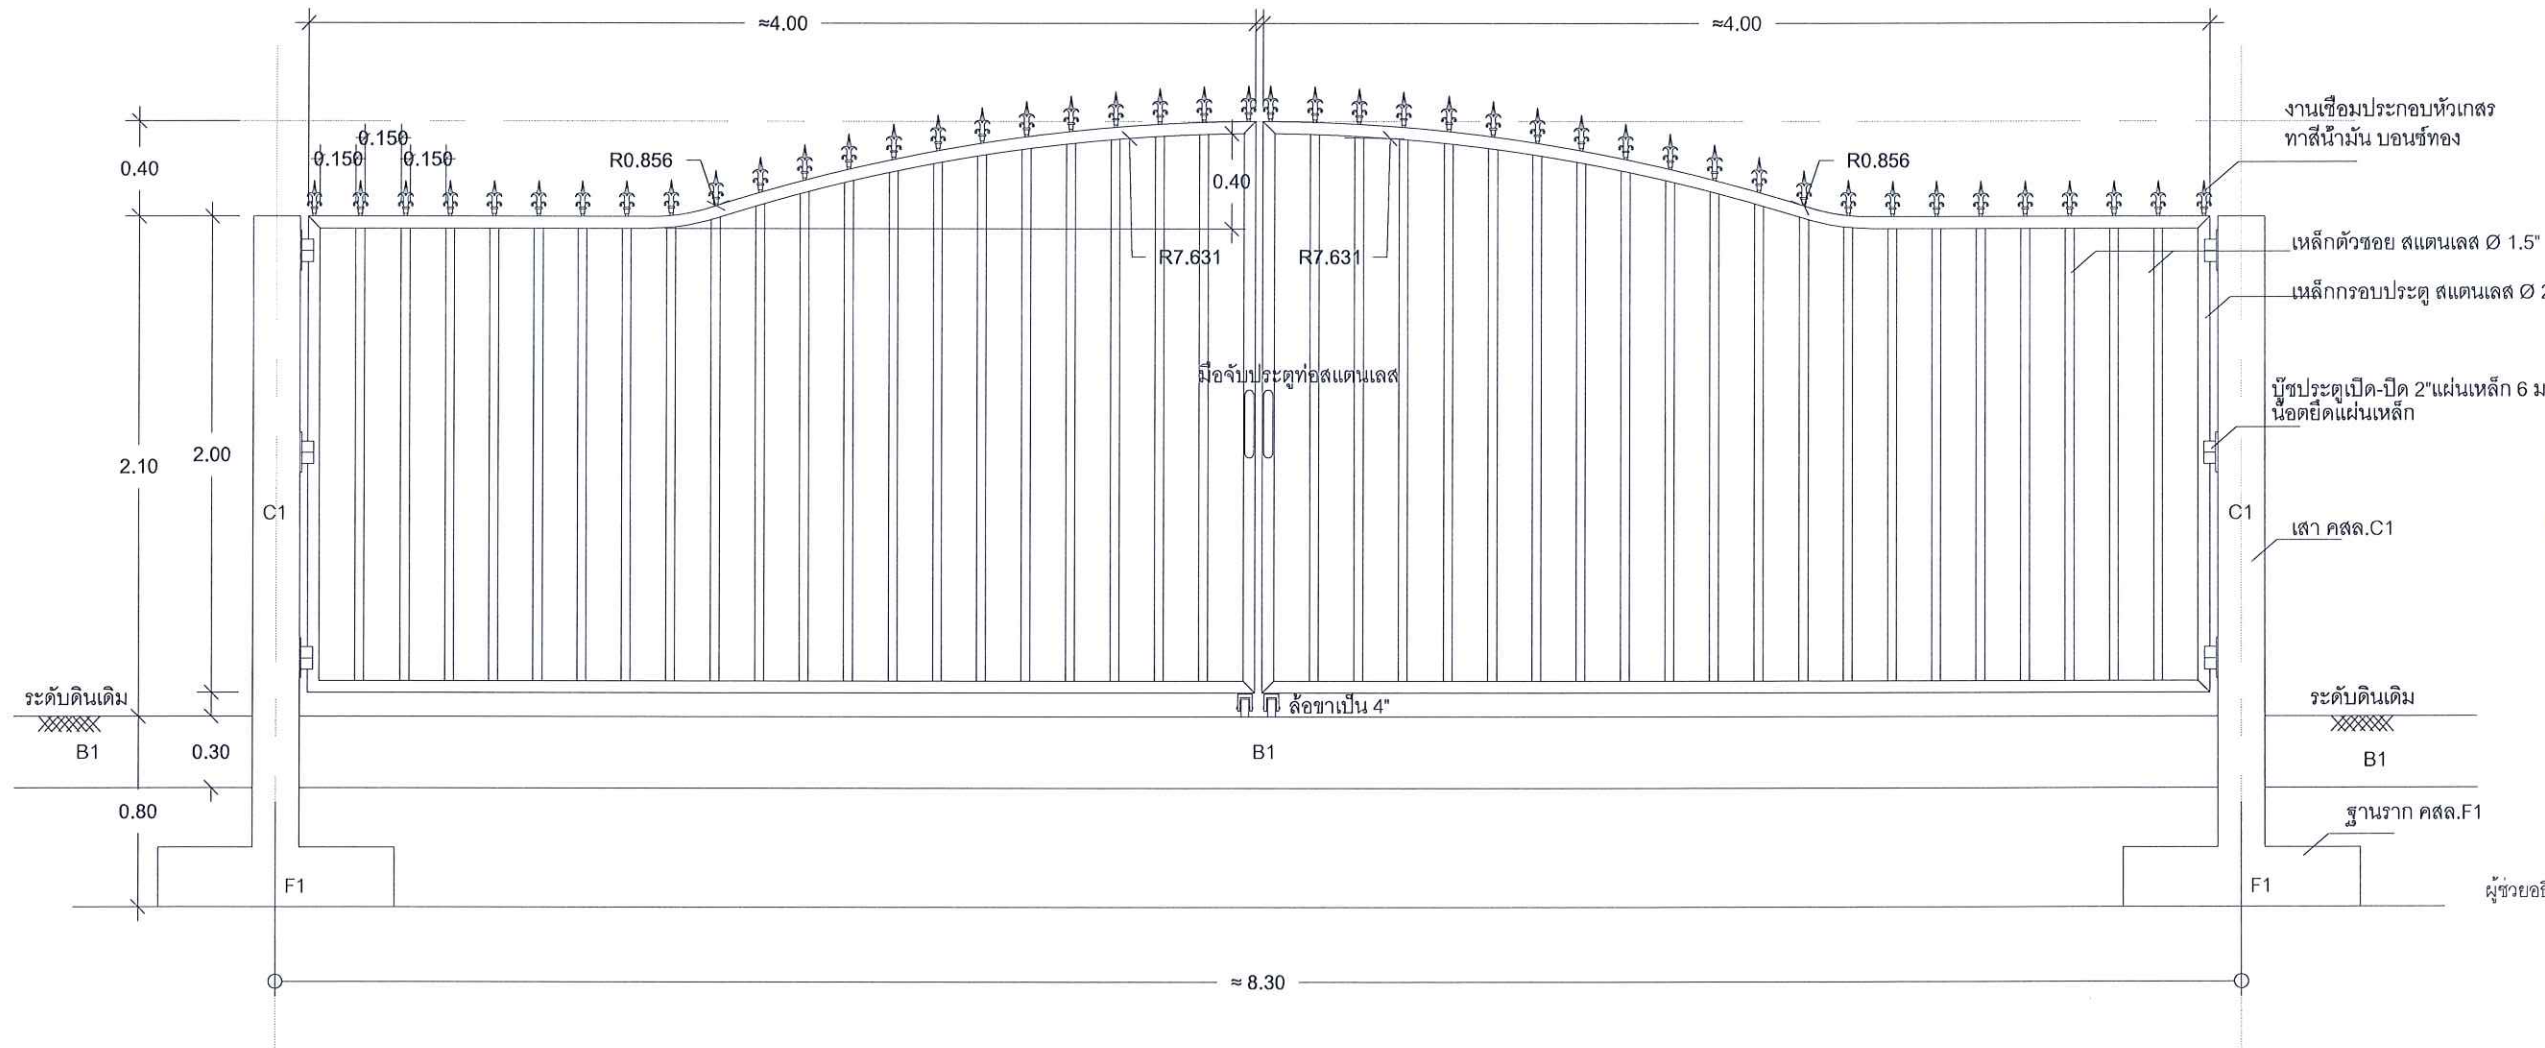 ≈4.00
≈4.00
งานเชื่อมประกอบหัวเกสร
ทาสีน้ำมัน บอนซ์ทอง
0.150
0.150
0.150
0.40
R0.856
R0.856
0.40
R7.631
R7.631
เหล็กตัวซอย สแตนเลส Ø 1.5"
เหล็กกรอบประตู สแตนเลส Ø
มือจับประตูท่อสแตนเลส
บู๊ชประตูเปิด-ปิด 2"แผ่นเหล็ก 6 ม
น๊อตยึดแผ่นเหล็ก
2.10
2.00
C1
C1
เสา คสล.C1
ระดับดินเดิม
ล้อขาเป็น 4"
ระดับดินเดิม
B1
0.30
B1
B1
0.80
ฐานราก คสล.F1
F1
F1
ผู้ช่วยอธิ
≈ 8.30